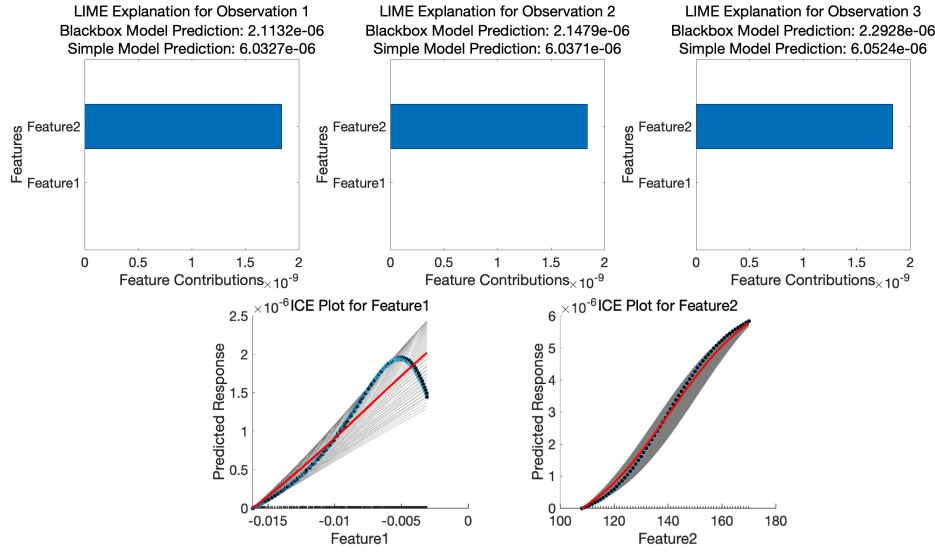 LIME Explanation for Observation 1
Blackbox Model Prediction: 2.1132e-06
Simple Model Prediction: 6.0327e-06
Features
Feature2
Feature1
0 0.5 1 1.5 2
Feature Contributions ×10-9
LIME Explanation for Observation 2
Blackbox Model Prediction: 2.1479e-06
Simple Model Prediction: 6.0371e-06
Features
Feature2
Feature1
0 0.5 1 1.5 2
Feature Contributions ×10-9
LIME Explanation for Observation 3
Blackbox Model Prediction: 2.2928e-06
Simple Model Prediction: 6.0524e-06
Features
Feature2
Feature1
0 0.5 1 1.5 2
Feature Contributions ×10-9
×10-6 ICE Plot for Feature1
Predicted Response
2.5
2
1.5
1
0.5
0
-0.015 -0.01 -0.005 0
Feature1
×10-6 ICE Plot for Feature2
Predicted Response
6
5
4
3
2
1
0
100 120 140 160 180
Feature2